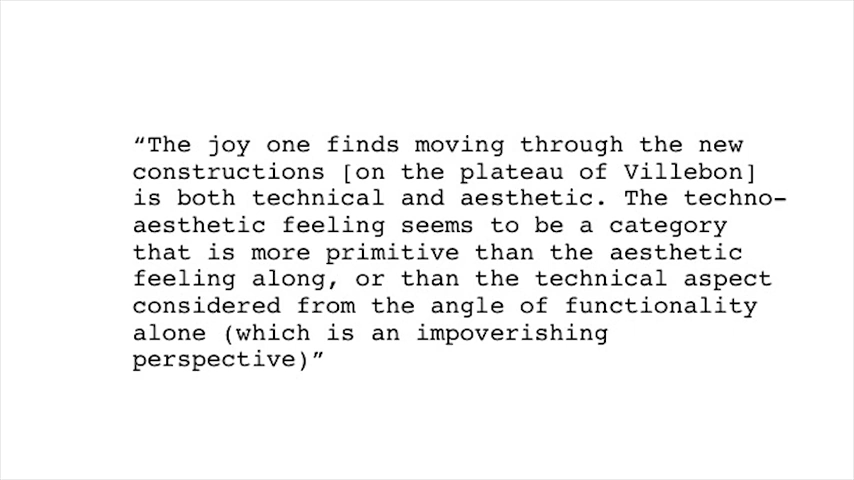 “The joy one finds moving through the new
constructions [on the plateau of Villebon]
is both technical and aesthetic. The techno-
aesthetic feeling seems to be a category
that is more primitive than the aesthetic
feeling along, or than the technical aspect
considered from the angle of functionality
alone (which is an impoverishing
perspective)”